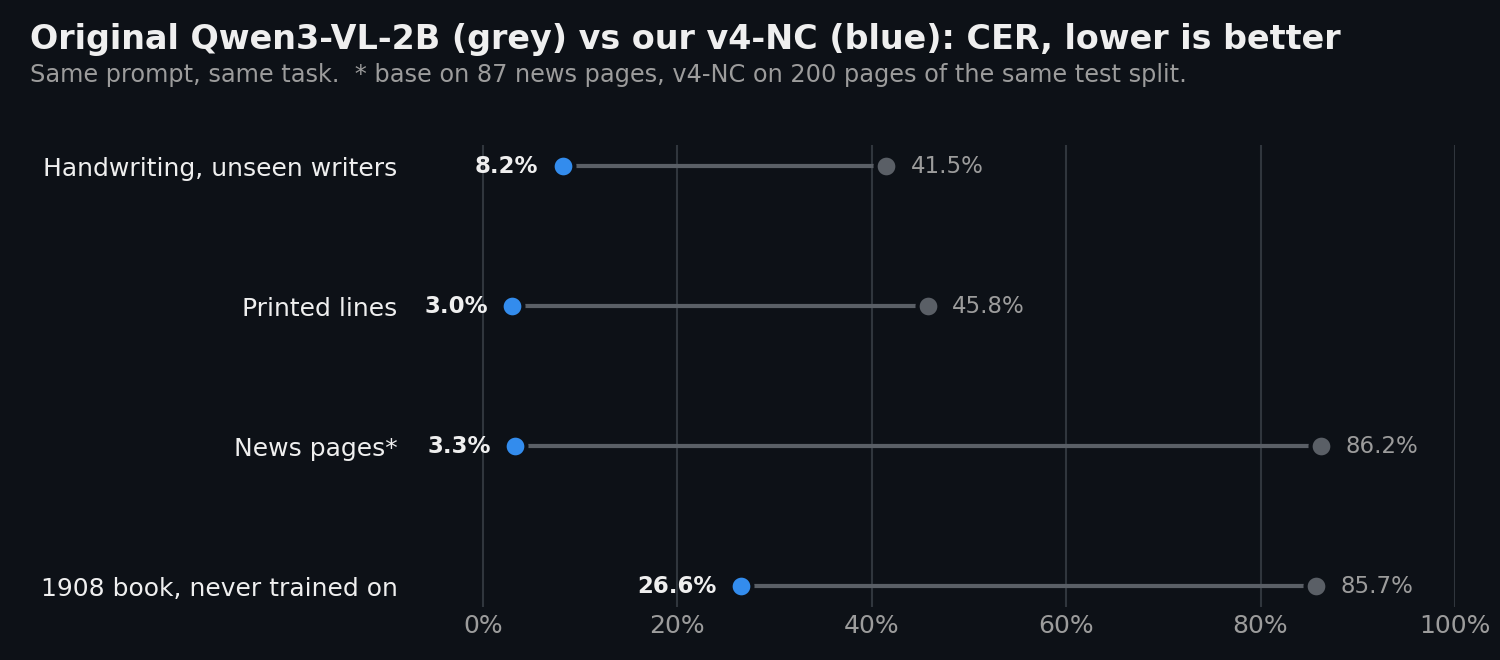 Original Qwen3-VL-2B (grey) vs our v4-NC (blue): CER, lower is better
Same prompt, same task.  * base on 87 news pages, v4-NC on 200 pages of the same test split.
Handwriting, unseen writers 8.2% 41.5%
Printed lines 3.0% 45.8%
News pages* 3.3% 86.2%
1908 book, never trained on 26.6% 85.7%
0% 20% 40% 60% 80% 100%